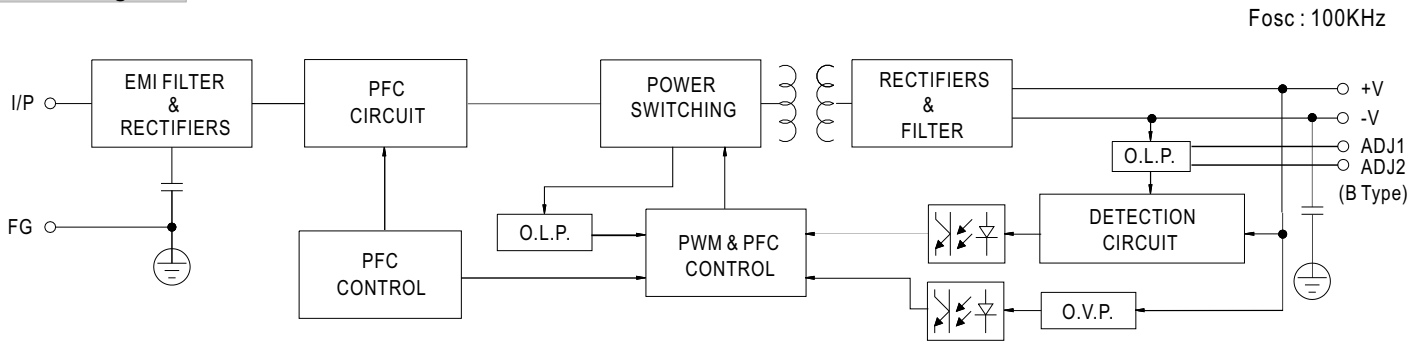 Fosc : 100KHz
I/P
EMI FILTER
&
RECTIFIERS
PFC
CIRCUIT
POWER
SWITCHING
RECTIFIERS
&
FILTER
+V
-V
ADJ1
ADJ2
(B Type)
O.L.P.
FG
O.L.P.
PFC
CONTROL
PWM & PFC
CONTROL
DETECTION
CIRCUIT
O.V.P.